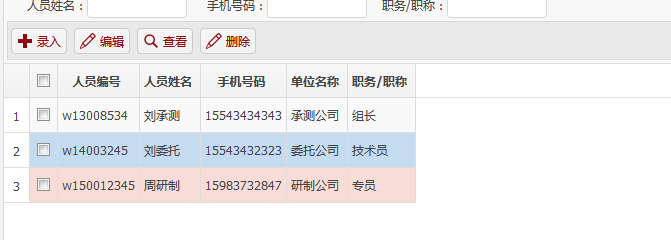 人员姓名： 手机号码： 职务/职称：
录入 编辑 查看 删除
人员编号 人员姓名 手机号码 单位名称 职务/职称
1 w13008534 刘承测 15543434343 承测公司 组长
2 w14003245 刘委托 15543432323 委托公司 技术员
3 w150012345 周研制 15983732847 研制公司 专员